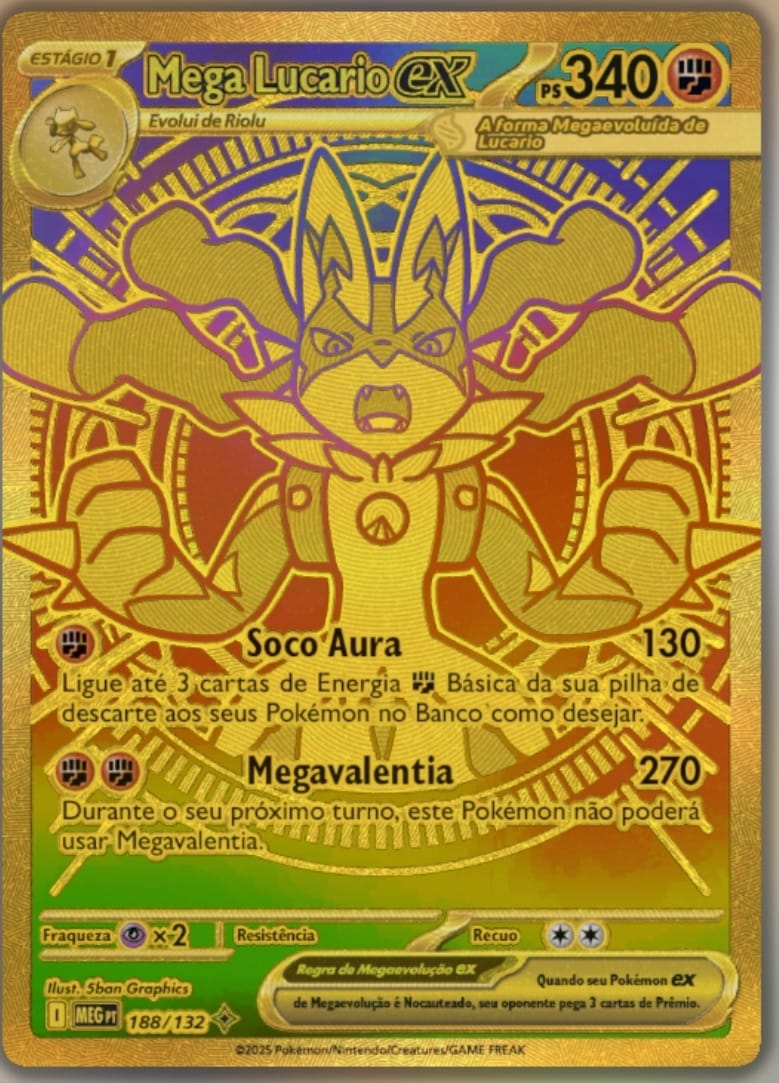 ESTÁGIO 1
Mega Lucario ex
PS 340
Evolui de Riolu
A forma Megaevoluída de
Lucario
Soco Aura 130
Ligue até 3 cartas de Energia Básica da sua pilha de
descarte aos seus Pokémon no Banco como desejar.
Megavalentia 270
Durante o seu próximo turno, este Pokémon não poderá
usar Megavalentia.
Fraqueza ×2 Resistência Recuo
Regra de Megaevolução ex
Quando seu Pokémon ex
de Megaevolução é Nocauteado, seu oponente pega 3 cartas de Prêmio.
Ilust. 5ban Graphics
I MEG PT 188/132
©2025 Pokémon/Nintendo/Creatures/GAME FREAK